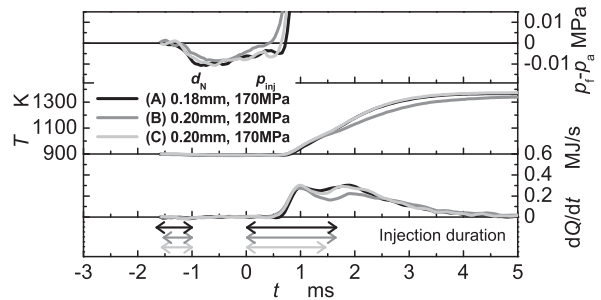 0.01
0
-0.01
p_f-p_a MPa
d_N p_inj
(A) 0.18mm, 170MPa
(B) 0.20mm, 120MPa
(C) 0.20mm, 170MPa
T K
1300
1100
900
0.6
0.4
0.2
0
dQ/dt MJ/s
Injection duration
-3 -2 -1 0 1 2 3 4 5
t ms